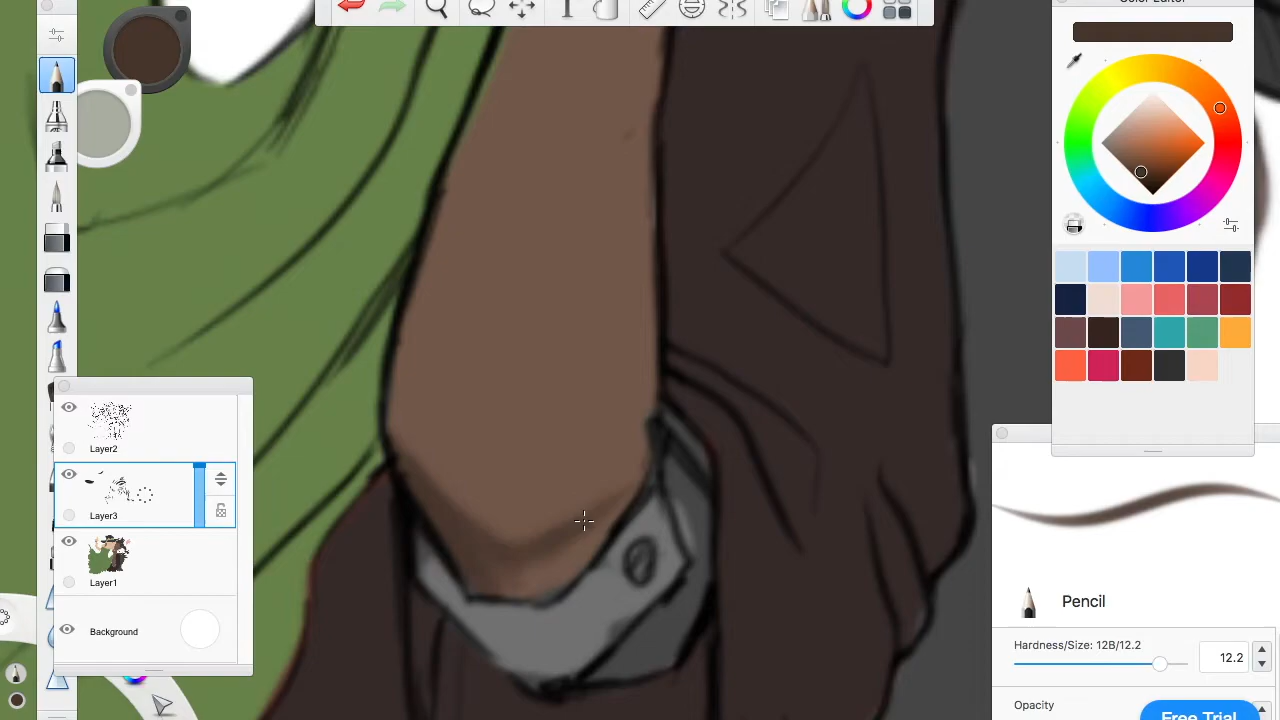 Color Editor
Layer2
Layer3
Layer1
Background
Pencil
Hardness/Size: 12B/12.2
12.2
Opacity
Free Trial